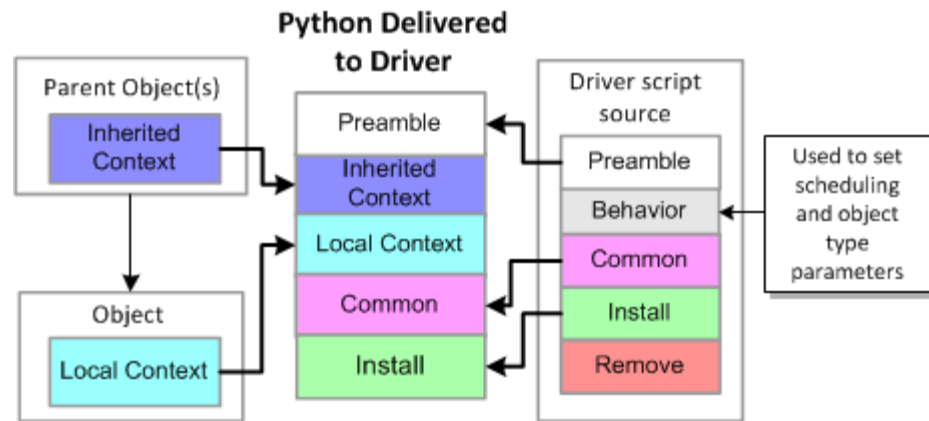 Python Delivered
to Driver
Parent Object(s)
Inherited
Context
Object
Local Context
Preamble
Inherited
Context
Local Context
Common
Install
Driver script
source
Preamble
Behavior
Common
Install
Remove
Used to set
scheduling
and object
type
parameters